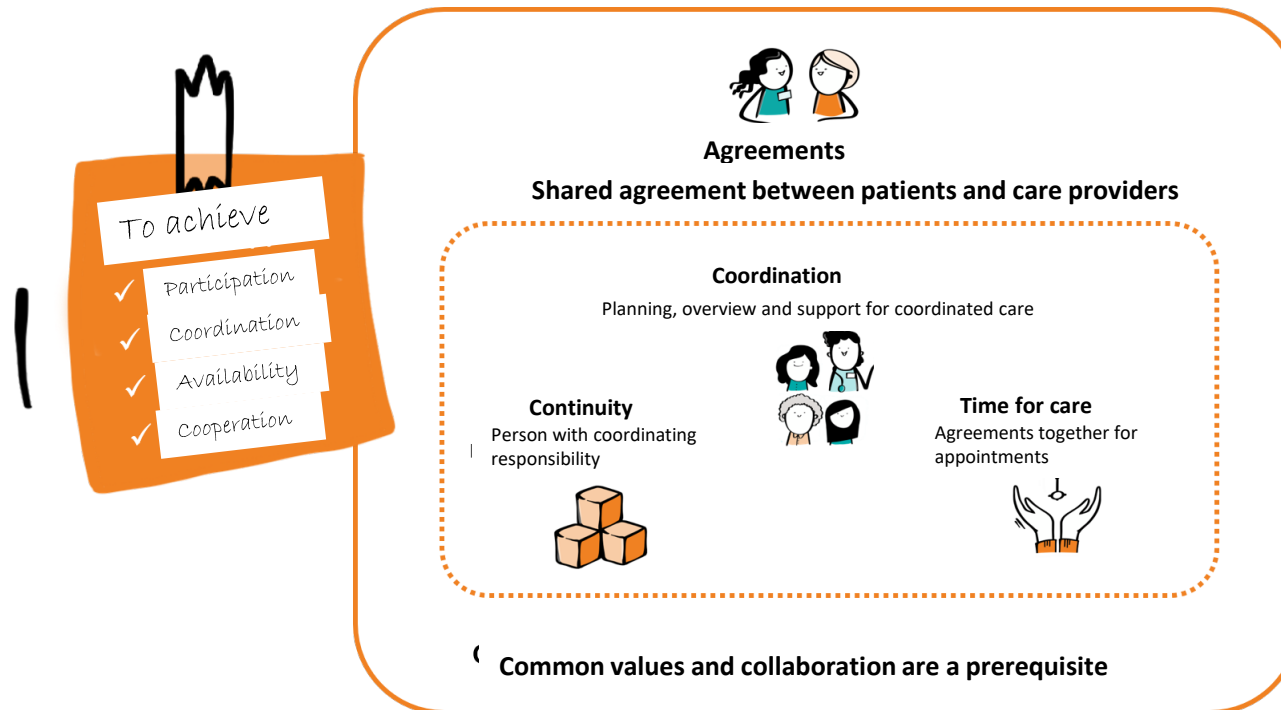 To achieve
Participation
Coordination
Availability
Cooperation
Agreements
Shared agreement between patients and care providers
Coordination
Planning, overview and support for coordinated care
Continuity
Person with coordinating
responsibility
Time for care
Agreements together for
appointments
Common values and collaboration are a prerequisite